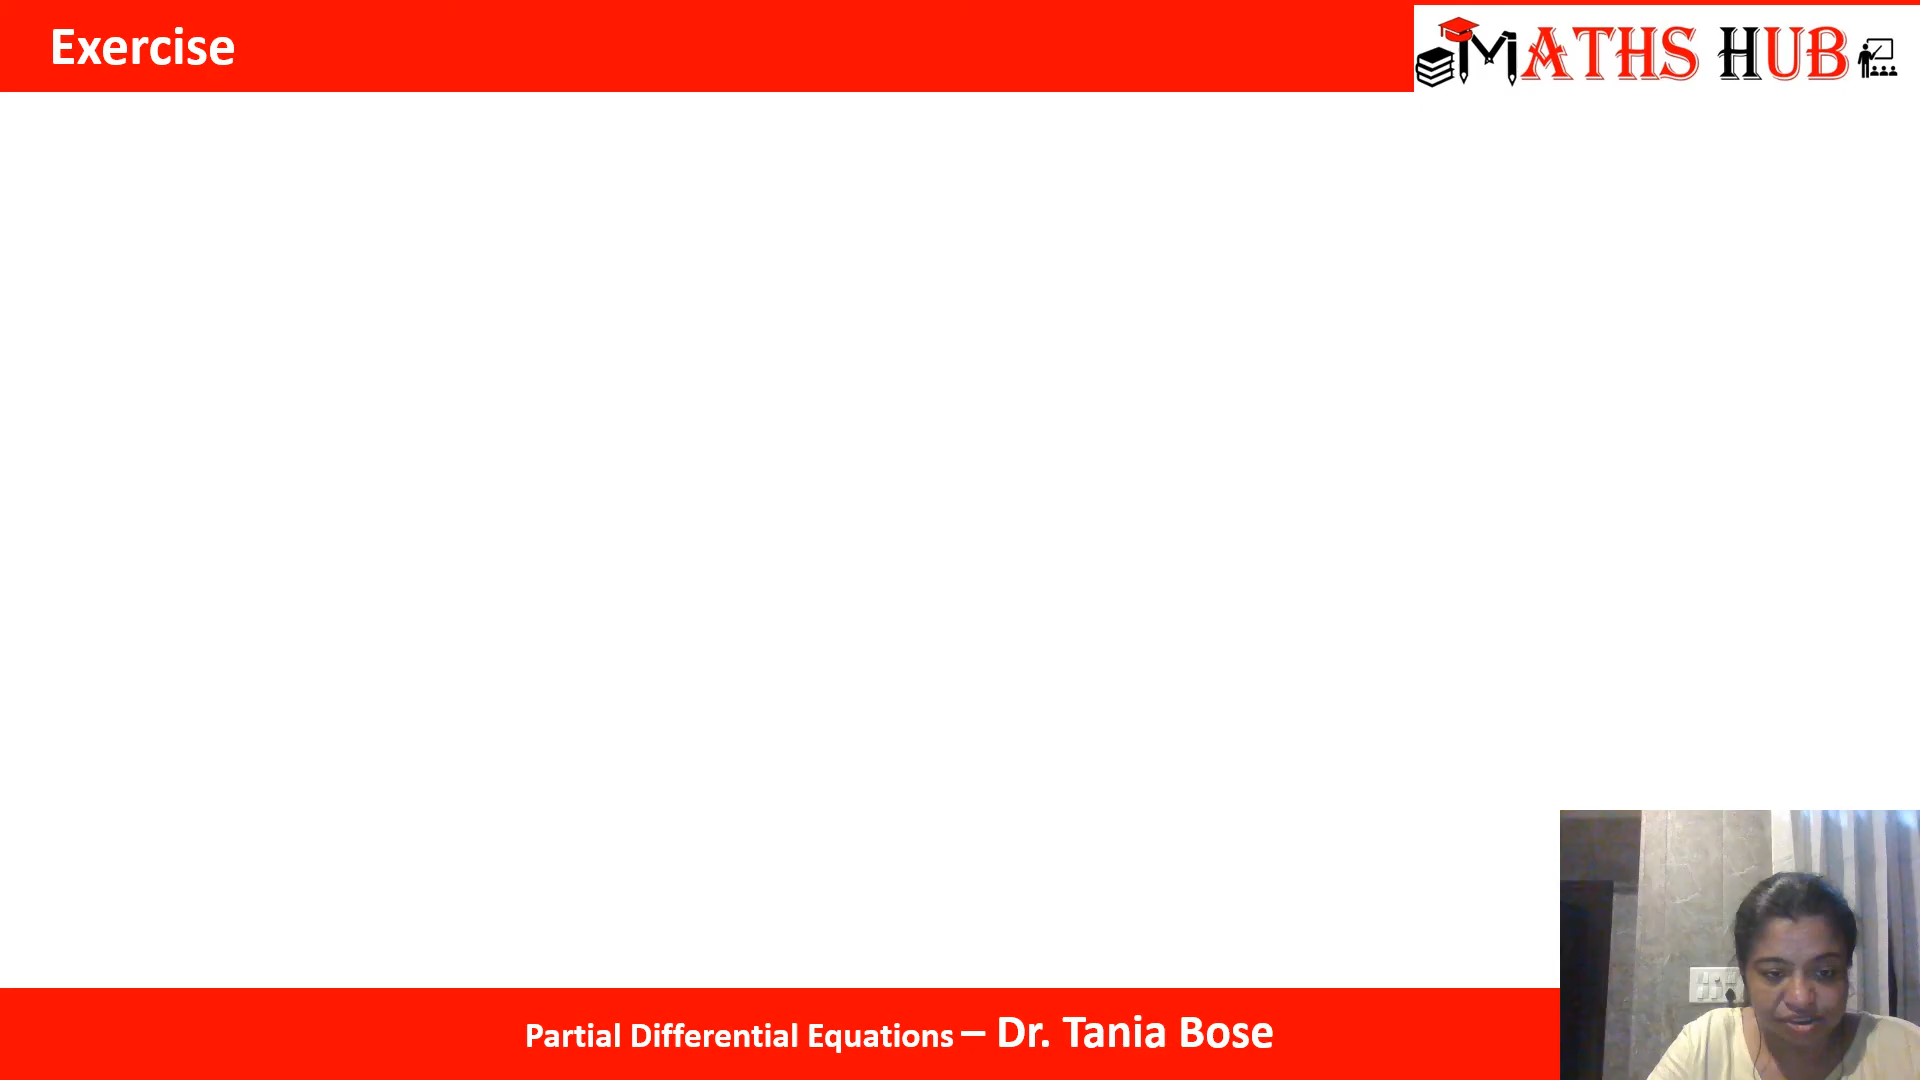 Exercise
MATHS HUB
Partial Differential Equations – Dr. Tania Bose